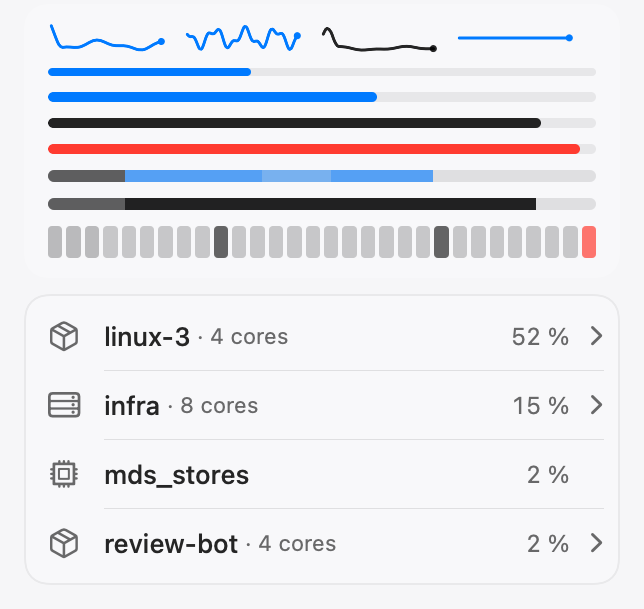 linux-3 · 4 cores 52 %
infra · 8 cores 15 %
mds_stores 2 %
review-bot · 4 cores 2 %